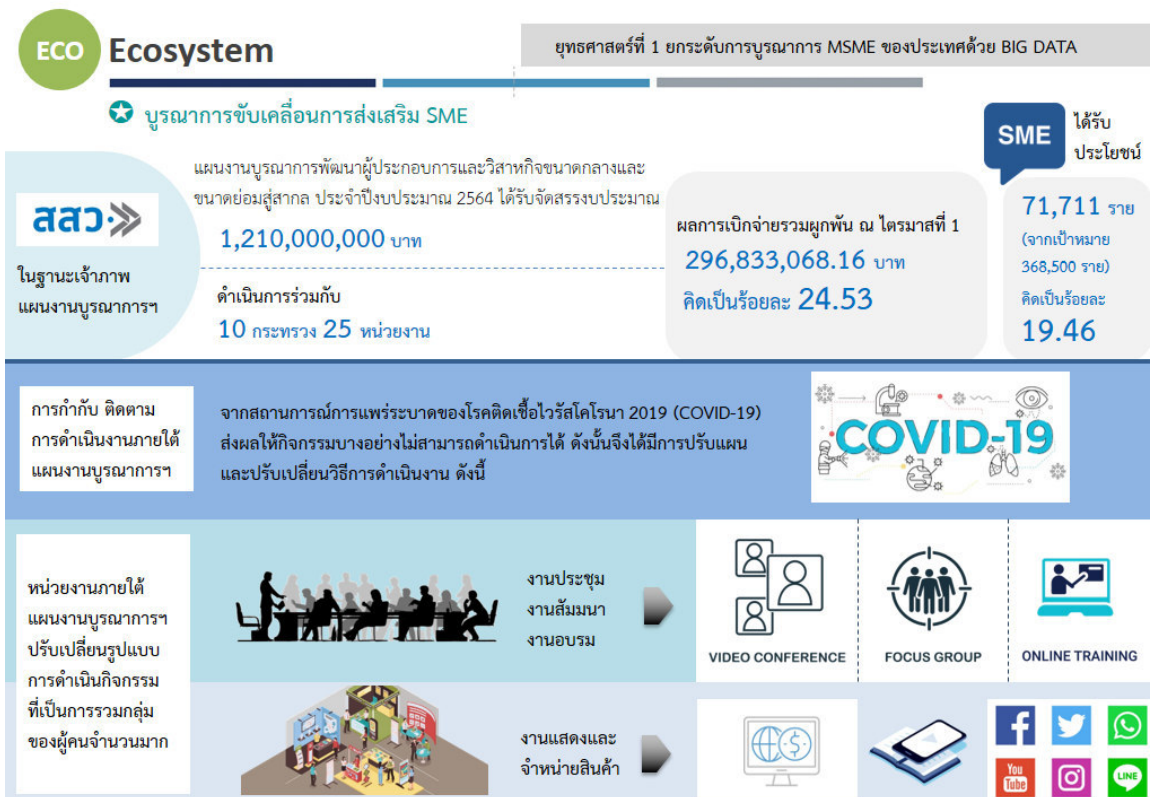 ECO Ecosystem
ยุทธศาสตร์ที่ 1 ยกระดับการบูรณาการ MSME ของประเทศด้วย BIG DATA
บูรณาการขับเคลื่อนการส่งเสริม SME
สสว.
ในฐานะเจ้าภาพ
แผนงานบูรณาการฯ
แผนงานบูรณาการพัฒนาผู้ประกอบการและวิสาหกิจขนาดกลางและ
ขนาดย่อมสู่สากล ประจำปีงบประมาณ 2564 ได้รับจัดสรรงบประมาณ
1,210,000,000 บาท
ดำเนินการร่วมกับ
10 กระทรวง 25 หน่วยงาน
ผลการเบิกจ่ายรวมผูกพัน ณ ไตรมาสที่ 1
296,833,068.16 บาท
คิดเป็นร้อยละ 24.53
SME
ได้รับ
ประโยชน์
71,711 ราย
(จากเป้าหมาย
368,500 ราย)
คิดเป็นร้อยละ
19.46
การกำกับ ติดตาม
การดำเนินงานภายใต้
แผนงานบูรณาการฯ
จากสถานการณ์การแพร่ระบาดของโรคติดเชื้อไวรัสโคโรนา 2019 (COVID-19)
ส่งผลให้กิจกรรมบางอย่างไม่สามารถดำเนินการได้ ดังนั้นจึงได้มีการปรับแผน
และปรับเปลี่ยนวิธีการดำเนินงาน ดังนี้
COVID-19
หน่วยงานภายใต้
แผนงานบูรณาการฯ
ปรับเปลี่ยนรูปแบบ
การดำเนินกิจกรรม
ที่เป็นการรวมกลุ่ม
ของผู้คนจำนวนมาก
งานประชุม
งานสัมมนา
งานอบรม
VIDEO CONFERENCE
FOCUS GROUP
ONLINE TRAINING
งานแสดงและ
จำหน่ายสินค้า
You
Tube
LINE